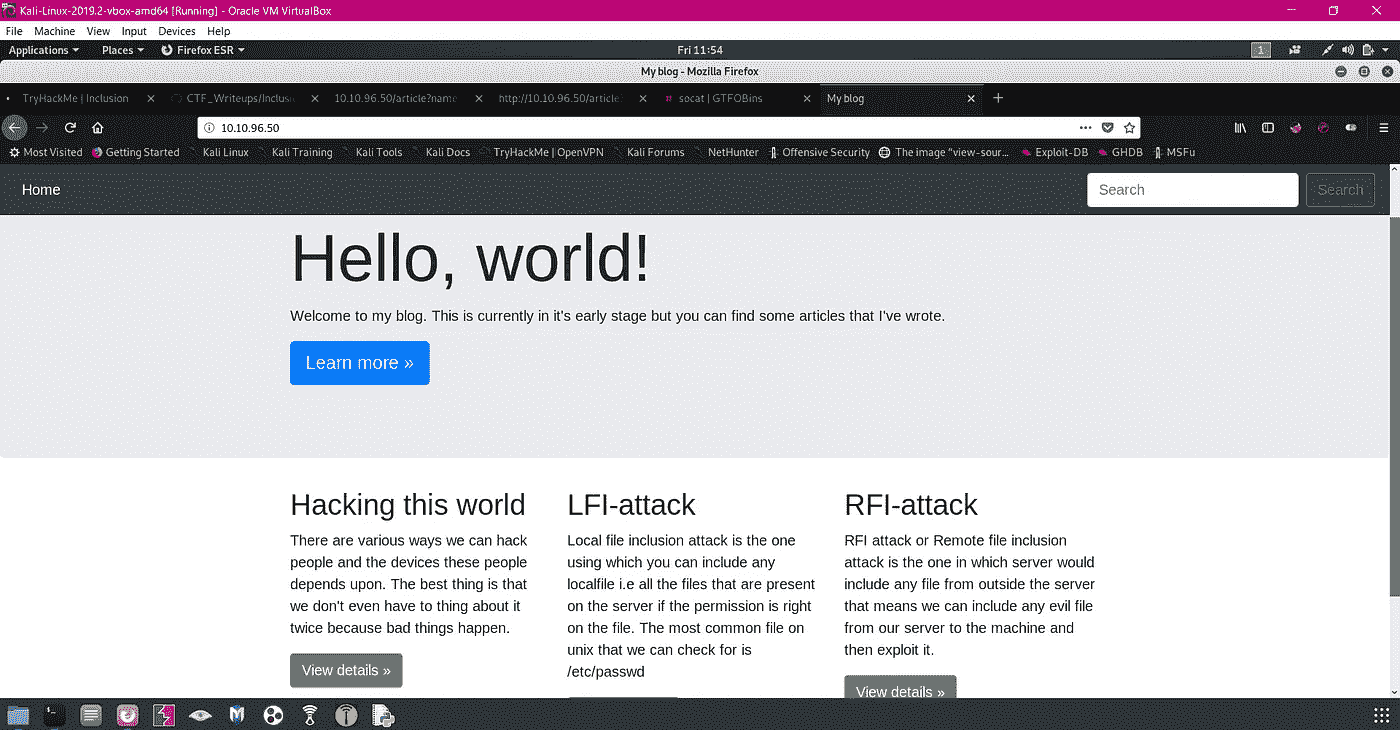 Kali-Linux-2019.2-vbox-amd64 [Running] - Oracle VM VirtualBox
File Machine View Input Devices Help
Applications Places Firefox ESR Fri 11:54 1
My blog - Mozilla Firefox
TryHackMe | Inclusion CTF_Writeups/Inclusi 10.10.96.50/article?name http://10.10.96.50/article socat | GTFOBins My blog
10.10.96.50
Most Visited Getting Started Kali Linux Kali Training Kali Tools Kali Docs TryHackMe | OpenVPN Kali Forums NetHunter Offensive Security The image "view-sour... Exploit-DB GHDB MSFu
Home Search Search
Hello, world!
Welcome to my blog. This is currently in it's early stage but you can find some articles that I've wrote.
Learn more »
Hacking this world
There are various ways we can hack
people and the devices these people
depends upon. The best thing is that
we don't even have to thing about it
twice because bad things happen.
View details »
LFI-attack
Local file inclusion attack is the one
using which you can include any
localfile i.e all the files that are present
on the server if the permission is right
on the file. The most common file on
unix that we can check for is
/etc/passwd
RFI-attack
RFI attack or Remote file inclusion
attack is the one in which server would
include any file from outside the server
that means we can include any evil file
from our server to the machine and
then exploit it.
View details »